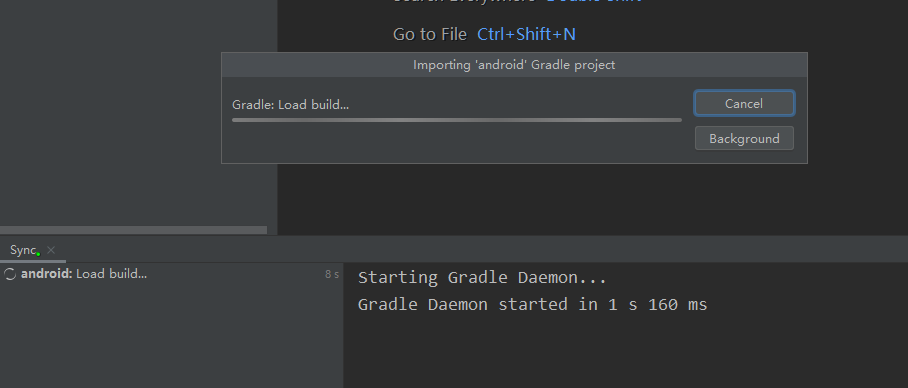 Go to File Ctrl+Shift+N
Importing 'android' Gradle project
Gradle: Load build...
Cancel
Background
Sync
android: Load build...
8 s
Starting Gradle Daemon...
Gradle Daemon started in 1 s 160 ms